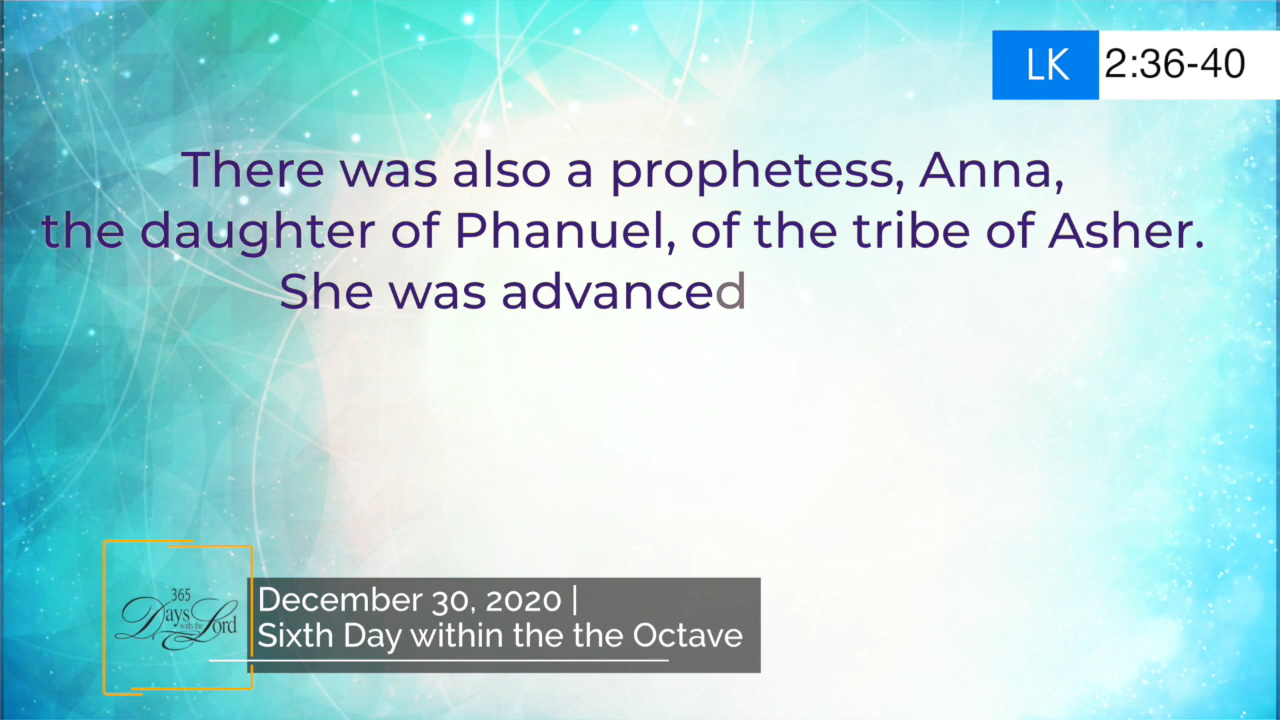 LK 2:36-40
There was also a prophetess, Anna,
the daughter of Phanuel, of the tribe of Asher.
She was advanced
365
Days with the Lord
December 30, 2020 |
Sixth Day within the the Octave